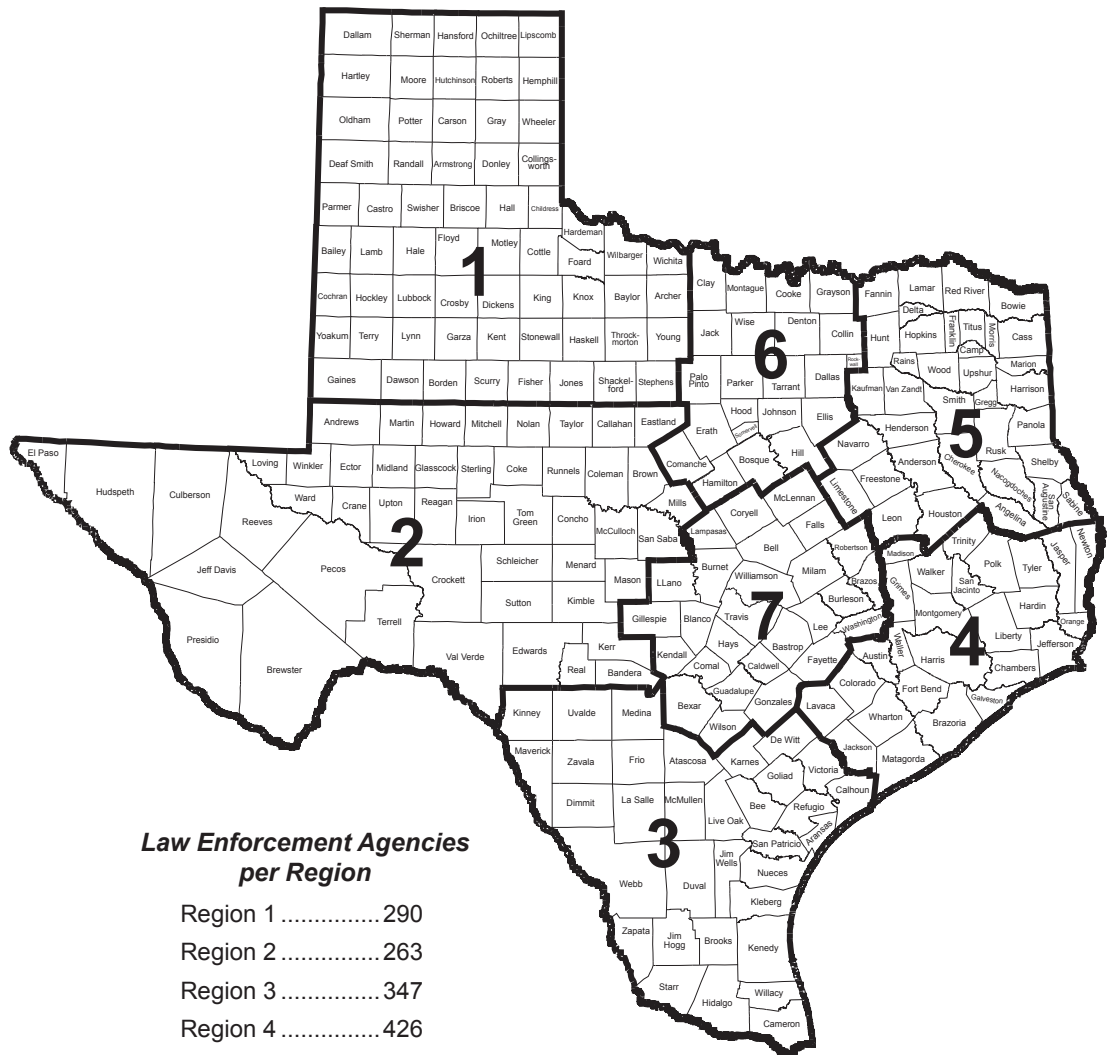 Dallam Sherman Hansford Ochiltree Lipscomb
Hartley Moore Hutchinson Roberts Hemphill
Oldham Potter Carson Gray Wheeler
Deaf Smith Randall Armstrong Donley Collings-
worth
Parmer Castro Swisher Briscoe Hall Childress
Hardeman
Bailey Lamb Hale Floyd Motley Cottle Foard Wilbarger Wichita
1
Cochran Hockley Lubbock Crosby Dickens King Knox Baylor Archer
Yoakum Terry Lynn Garza Kent Stonewall Haskell Throck-
morton Young
Gaines Dawson Borden Scurry Fisher Jones Shackel-
ford Stephens
Clay Montague Cooke Grayson
Jack Wise Denton Collin
6
Palo
Pinto Parker Tarrant Dallas Rock-
wall
Erath Hood Johnson Ellis
Somervell
Comanche Bosque Hill
Hamilton
Fannin Lamar Red River Bowie
Delta
Hunt Hopkins Franklin Titus Morris Cass
Camp
Rains Wood Upshur Marion
Kaufman Van Zandt Smith Gregg Harrison
5
Navarro Henderson Rusk Panola
Anderson Cherokee Nacogdoches Shelby
Limestone Freestone San
Augustine Sabine
Leon Houston Angelina
Andrews Martin Howard Mitchell Nolan Taylor Callahan Eastland
El Paso Loving Winkler Ector Midland Glasscock Sterling Coke Runnels Coleman Brown
Hudspeth Culberson Reeves Ward Crane Upton Reagan Irion Tom
Green Concho McCulloch San Saba Mills
2
Jeff Davis Pecos Crockett Schleicher Menard Mason
Sutton Kimble
Presidio Brewster Terrell Val Verde Edwards Real Kerr
Bandera
McLennan
Lampasas Coryell Falls
Bell Robertson
Burnet Milam Brazos
LLano Williamson Burleson
7
Gillespie Blanco Travis Lee Washington
Hays Bastrop
Kendall Comal Caldwell Fayette
Guadalupe
Bexar Gonzales
Wilson
Madison Trinity Jasper Newton
Grimes Walker San
Jacinto Polk Tyler
Montgomery Hardin
4
Liberty Orange
Austin Waller Harris Jefferson
Chambers
Colorado Fort Bend Galveston
Lavaca Wharton Brazoria
Jackson Matagorda
Kinney Uvalde Medina
De Witt
Maverick Zavala Frio Atascosa Karnes
Goliad Victoria
Dimmit La Salle McMullen Bee Refugio Calhoun
Live Oak Aransas
3
San Patricio
Jim
Wells Nueces
Webb Duval
Kleberg
Zapata Jim
Hogg Brooks Kenedy
Starr Hidalgo Willacy
Cameron
Law Enforcement Agencies
per Region
Region 1 ...............290
Region 2 ...............263
Region 3 ...............347
Region 4 ...............426